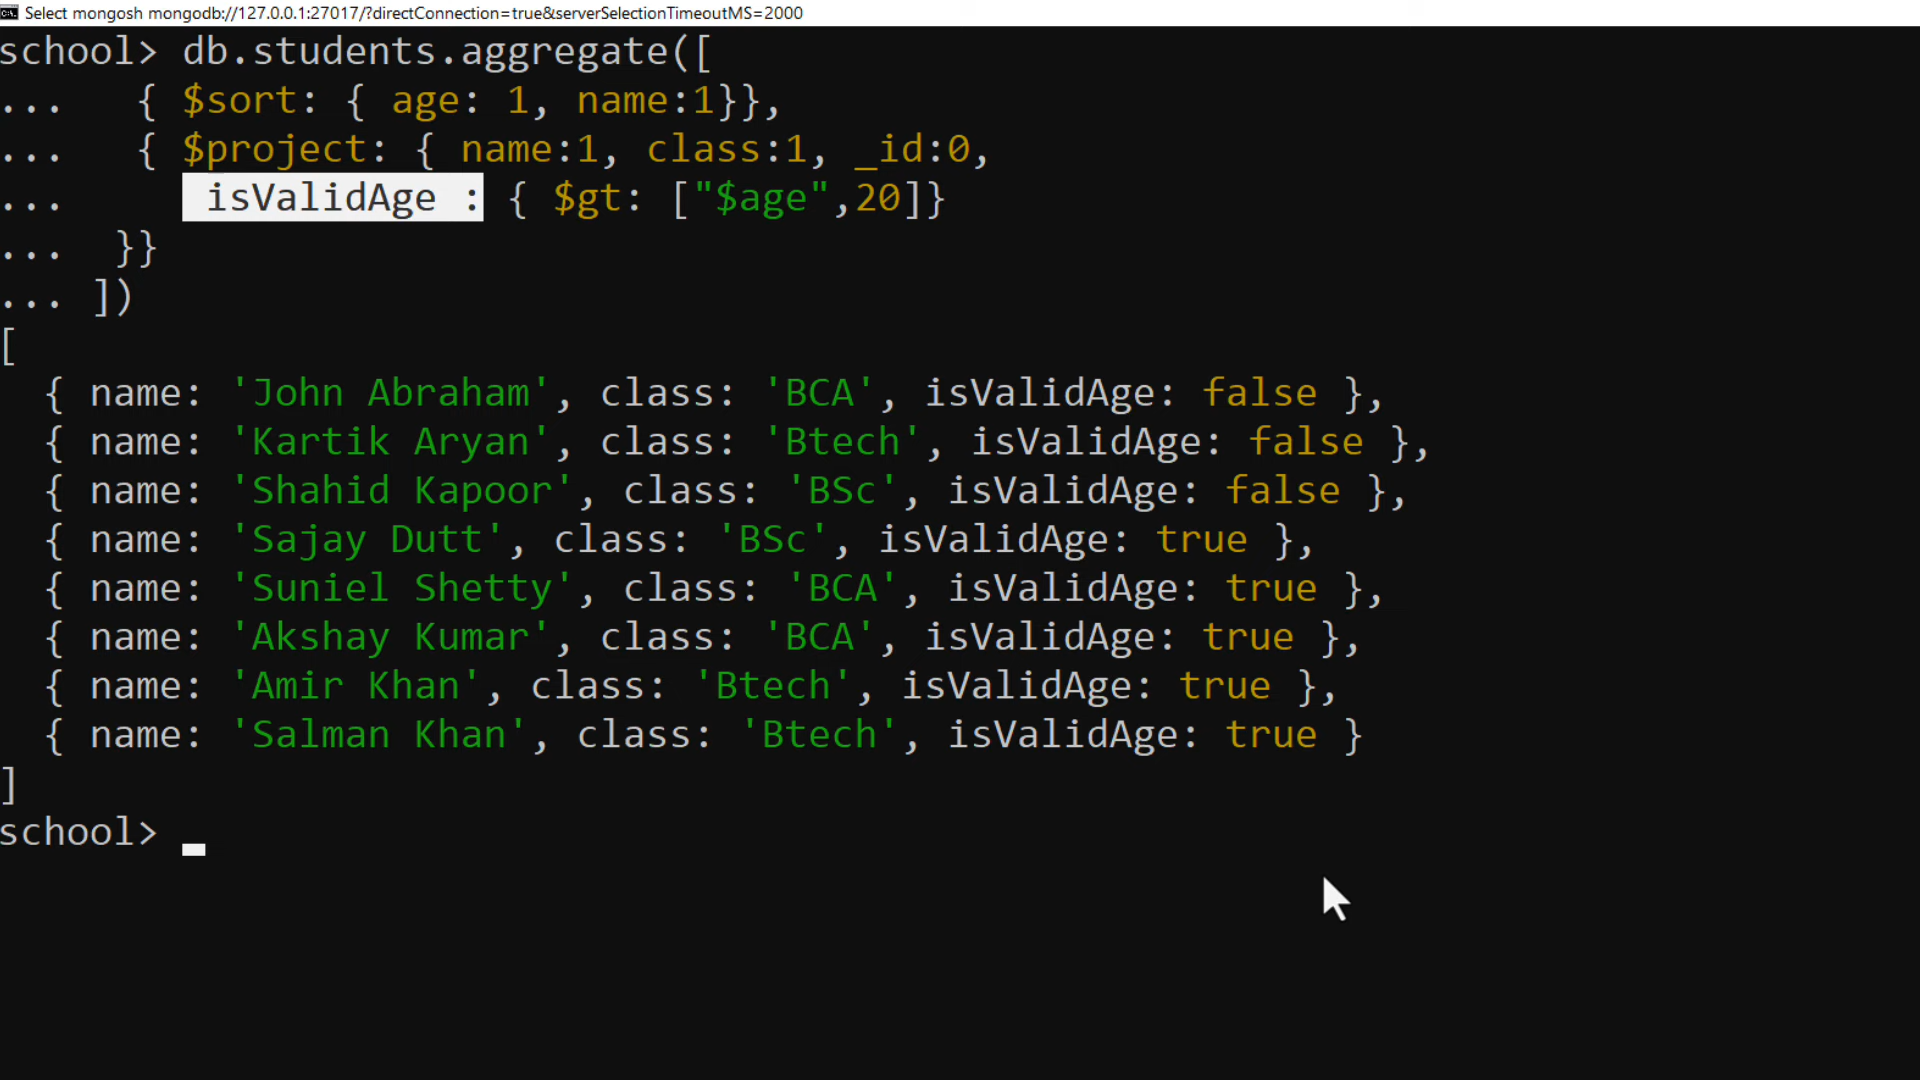 Select mongosh mongodb://127.0.0.1:27017/?directConnection=true&serverSelectionTimeoutMS=2000
school> db.students.aggregate([
...   { $sort: { age: 1, name:1}},
...   { $project: { name:1, class:1, _id:0,
...      isValidAge : { $gt: ["$age",20]}
...  }}
... ])
[
  { name: 'John Abraham', class: 'BCA', isValidAge: false },
  { name: 'Kartik Aryan', class: 'Btech', isValidAge: false },
  { name: 'Shahid Kapoor', class: 'BSc', isValidAge: false },
  { name: 'Sajay Dutt', class: 'BSc', isValidAge: true },
  { name: 'Suniel Shetty', class: 'BCA', isValidAge: true },
  { name: 'Akshay Kumar', class: 'BCA', isValidAge: true },
  { name: 'Amir Khan', class: 'Btech', isValidAge: true },
  { name: 'Salman Khan', class: 'Btech', isValidAge: true }
]
school>